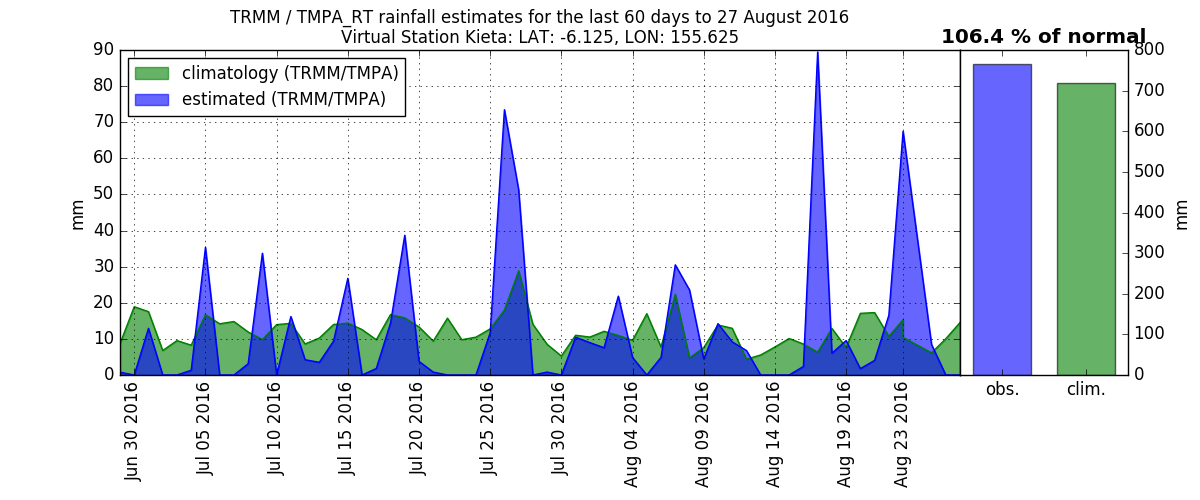 TRMM / TMPA_RT rainfall estimates for the last 60 days to 27 August 2016
Virtual Station Kieta: LAT: -6.125, LON: 155.625
106.4 % of normal
climatology (TRMM/TMPA)
estimated (TRMM/TMPA)
90
80
70
60
50
40
30
20
10
0
mm
Jun 30 2016
Jul 05 2016
Jul 10 2016
Jul 15 2016
Jul 20 2016
Jul 25 2016
Jul 30 2016
Aug 04 2016
Aug 09 2016
Aug 14 2016
Aug 19 2016
Aug 23 2016
obs.
clim.
800
700
600
500
400
300
200
100
0
mm